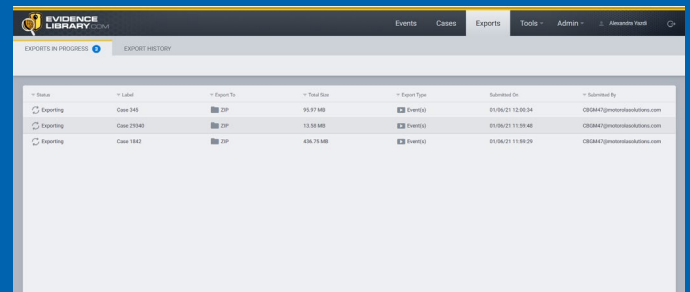 EVIDENCE
LIBRARY.COM
Events Cases Exports Tools Admin Alexandra Yazdi
EXPORTS IN PROGRESS 3 EXPORT HISTORY
Status Label Export To Total Size Export Type Submitted On Submitted By
Exporting Case 345 ZIP 95.97 MB Event(s) 01/06/21 12:00:34 CBGM47@motorolasolutions.com
Exporting Case 29340 ZIP 13.58 MB Event(s) 01/06/21 11:59:48 CBGM47@motorolasolutions.com
Exporting Case 1842 ZIP 436.75 MB Event(s) 01/06/21 11:59:29 CBGM47@motorolasolutions.com